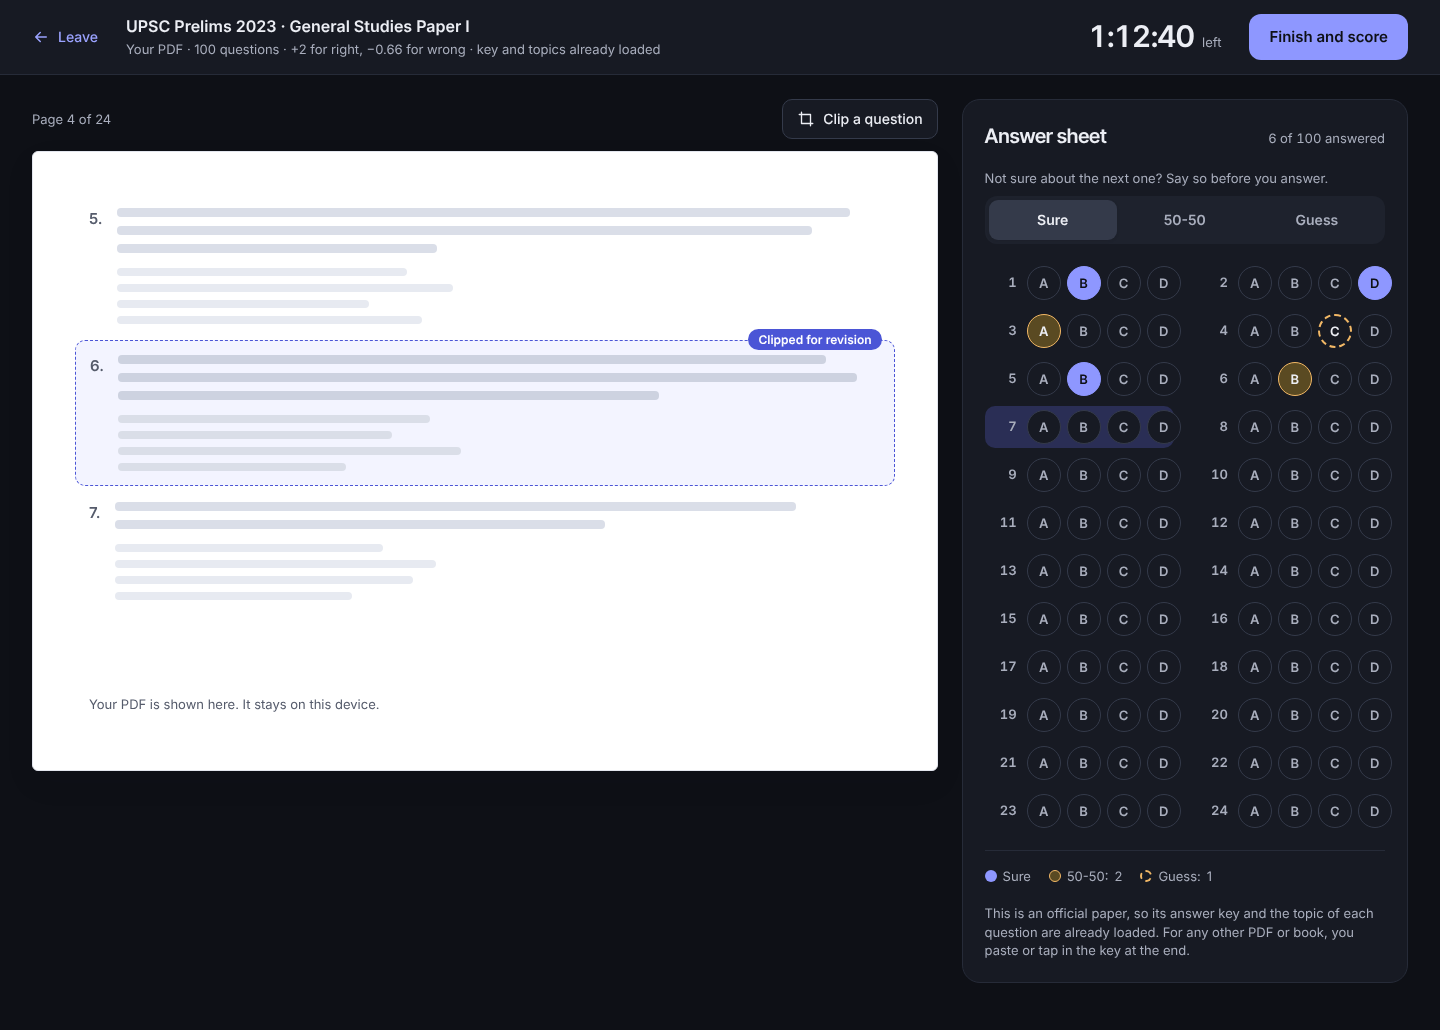 Leave
UPSC Prelims 2023 · General Studies Paper I
Your PDF · 100 questions · +2 for right, −0.66 for wrong · key and topics already loaded
1:12:40 left
Finish and score
Page 4 of 24
Clip a question
5.
Clipped for revision
6.
7.
Your PDF is shown here. It stays on this device.
Answer sheet
6 of 100 answered
Not sure about the next one? Say so before you answer.
Sure 50-50 Guess
1 A B C D 2 A B C D
3 A B C D 4 A B C D
5 A B C D 6 A B C D
7 A B C D 8 A B C D
9 A B C D 10 A B C D
11 A B C D 12 A B C D
13 A B C D 14 A B C D
15 A B C D 16 A B C D
17 A B C D 18 A B C D
19 A B C D 20 A B C D
21 A B C D 22 A B C D
23 A B C D 24 A B C D
Sure 50-50: 2 Guess: 1
This is an official paper, so its answer key and the topic of each
question are already loaded. For any other PDF or book, you
paste or tap in the key at the end.